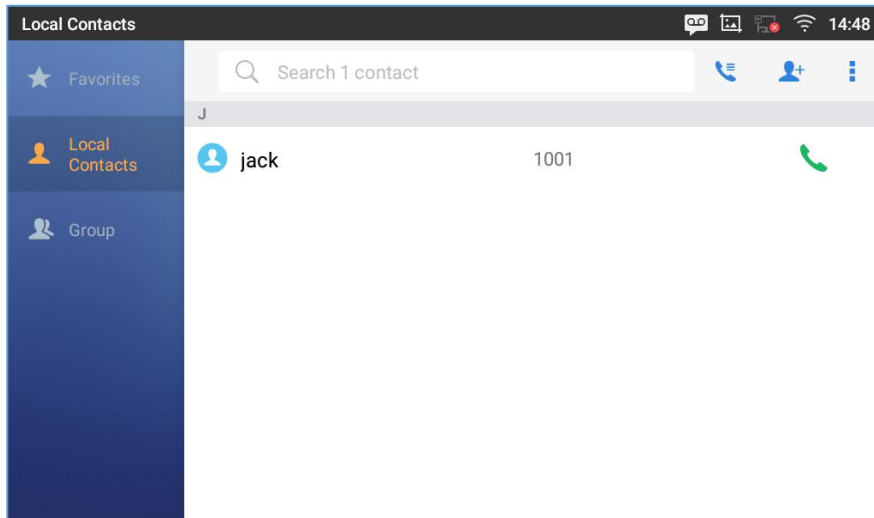 Local Contacts
14:48
Favorites
Search 1 contact
J
Local
Contacts
jack
1001
Group